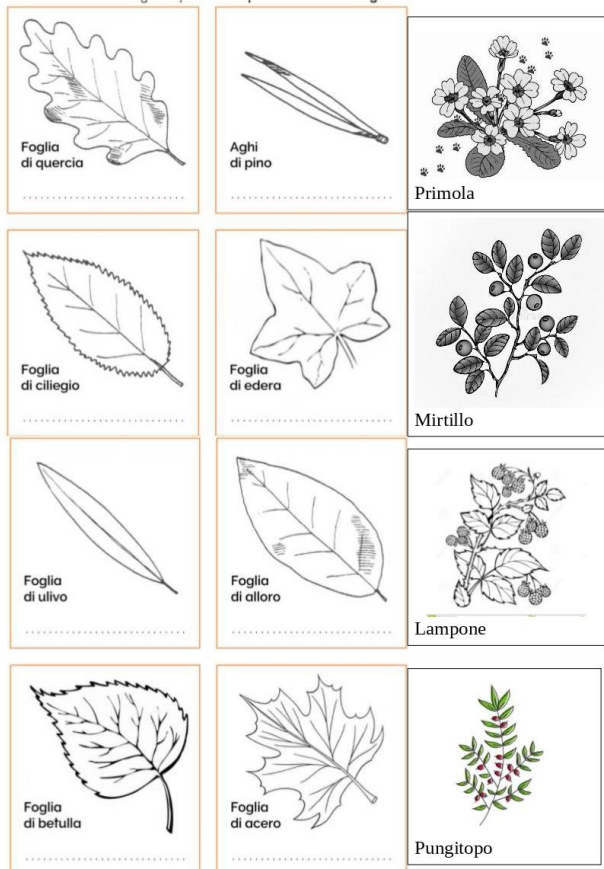 Foglia
di quercia
Aghi
di pino
Primola
Foglia
di ciliegio
Foglia
di edera
Mirtillo
Foglia
di ulivo
Foglia
di alloro
Lampone
Foglia
di betulla
Foglia
di acero
Pungitopo